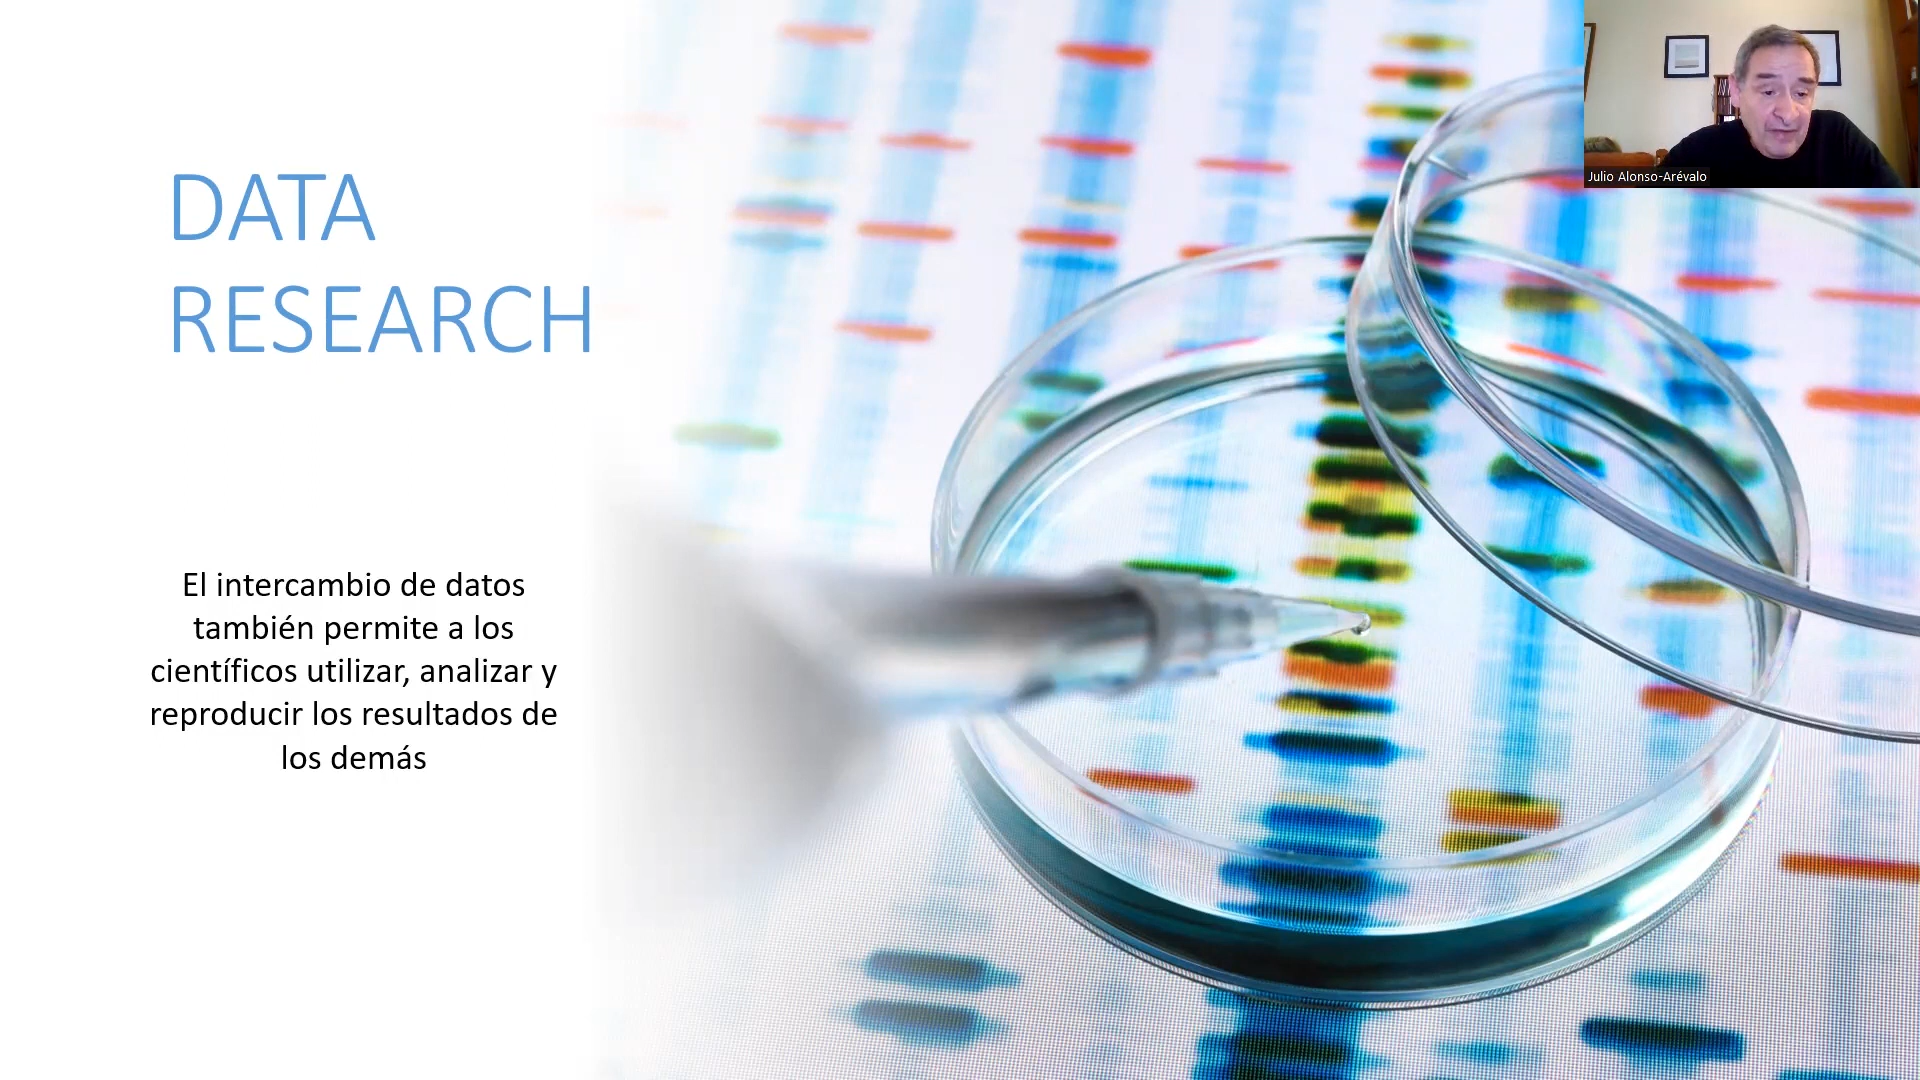 DATA
RESEARCH
El intercambio de datos
también permite a los
científicos utilizar, analizar y
reproducir los resultados de
los demás
Julio Alonso-Arévalo